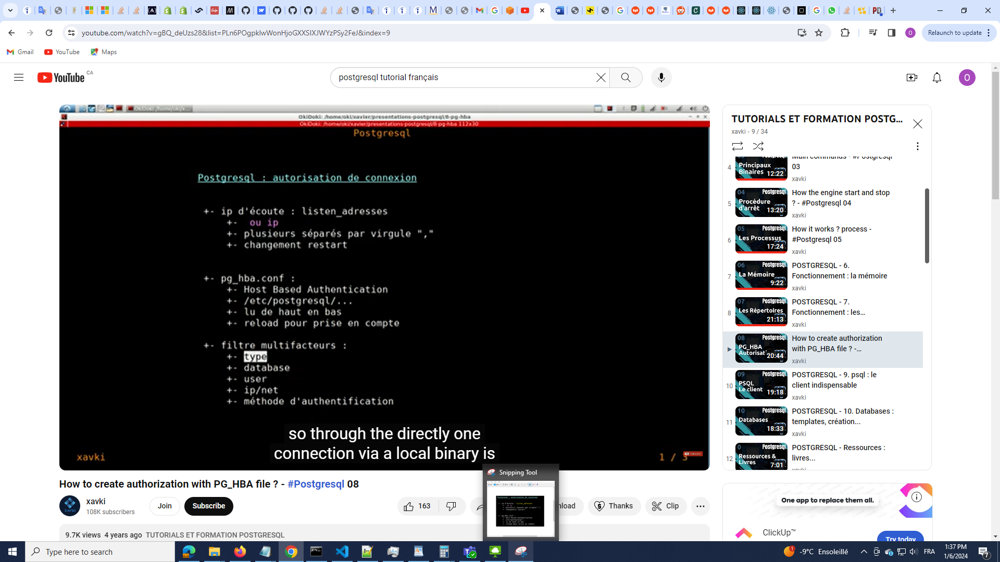 youtube.com/watch?v=gBQ_deUzs28&list=PLn6POgpklwWonHjoGXXSIXJWYzPSy2FeJ&index=9
Relaunch to update
Gmail YouTube Maps
YouTube CA
postgresql tutorial français
OkiDoki: /home/oki/xavier/presentations-postgresql/8-pg-hba
OkiDoki: /home/oki/xavier/presentations-postgresql/8-pg-hba 112x30
Postgresql
Postgresql : autorisation de connexion
+- ip d'écoute : listen_adresses
+- ou ip
+- plusieurs séparés par virgule ","
+- changement restart
+- pg_hba.conf :
+- Host Based Authentication
+- /etc/postgresql/...
+- lu de haut en bas
+- reload pour prise en compte
+- filtre multifacteurs :
+- type
+- database
+- user
+- ip/net
+- méthode d'authentification
so through the directly one
connection via a local binary is
xavki
1 / 3
How to create authorization with PG_HBA file ? - #Postgresql 08
xavki
108K subscribers
Join
Subscribe
163
Thanks
Clip
9.7K views 4 years ago TUTORIALS ET FORMATION POSTGRESQL
Snipping Tool
TUTORIALS ET FORMATION POSTG...
xavki - 9 / 34
4
Principaux
Binaires
12:22
Main commands - #Postgresql
03
xavki
5
04 Postgresql
Procédure
d'arrêt
13:20
How the engine start and stop
? - #Postgresql 04
xavki
6
05 Postgresql
Les Processus
17:24
How it works ? process -
#Postgresql 05
xavki
7
06 Postgresql
La Mémoire
9:22
POSTGRESQL - 6.
Fonctionnement : la mémoire
xavki
8
07 Postgresql
Les Répertoires
21:13
POSTGRESQL - 7.
Fonctionnement : les...
xavki
08 Postgresql
PG_HBA
20:44
How to create authorization
with PG_HBA file ? -...
xavki
10
09 Postgresql
PSQL
Le client
19:18
POSTGRESQL - 9. psql : le
client indispensable
xavki
11
10 Postgresql
Databases
18:33
POSTGRESQL - 10. Databases :
templates, création...
xavki
12
Postgresql
Ressources &
Livres
7:01
POSTGRESQL - Ressources :
livres...
One app to replace them all.
ClickUp™
Try today
Type here to search
-9°C Ensoleillé
FRA
1:37 PM
1/6/2024
7